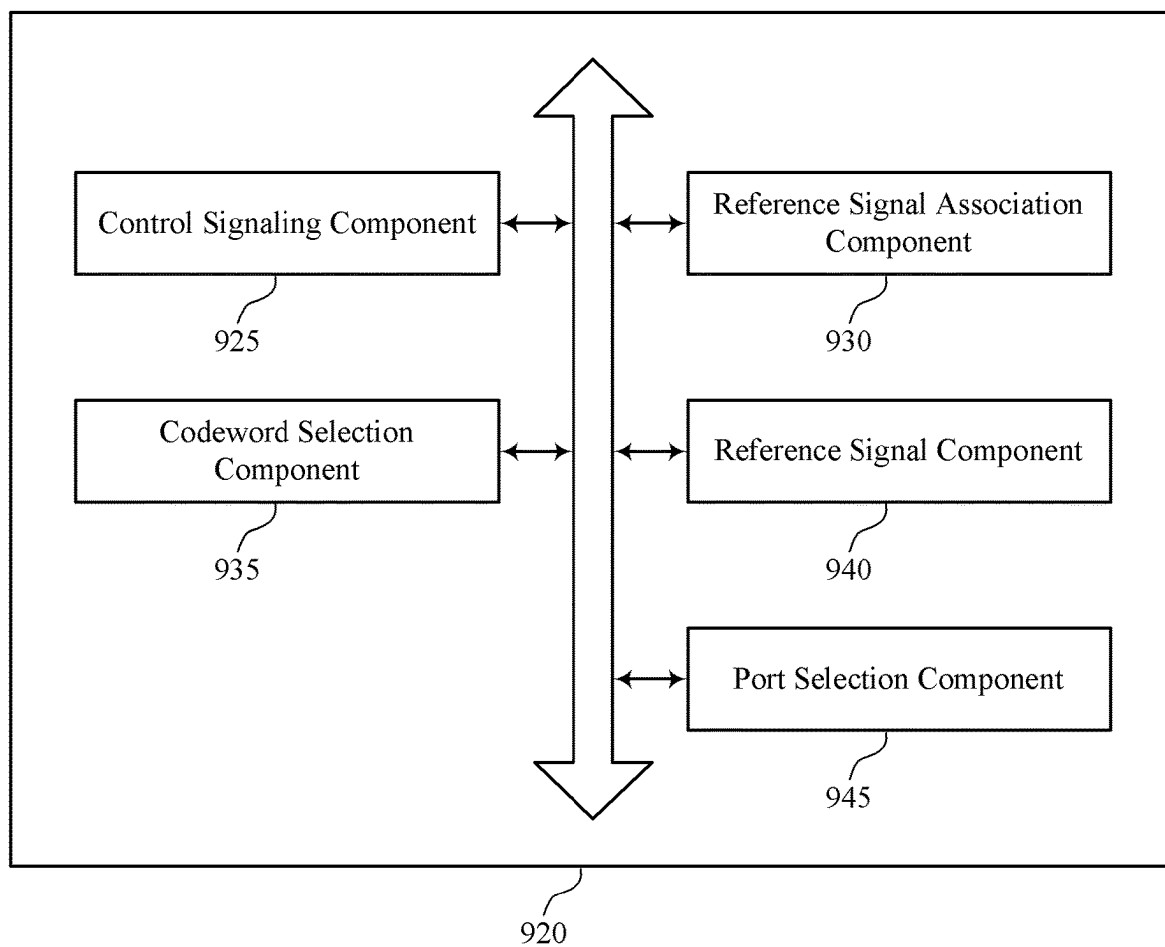 Control Signaling Component
925
Reference Signal Association
Component
930
Codeword Selection
Component
935
Reference Signal Component
940
Port Selection Component
945
920